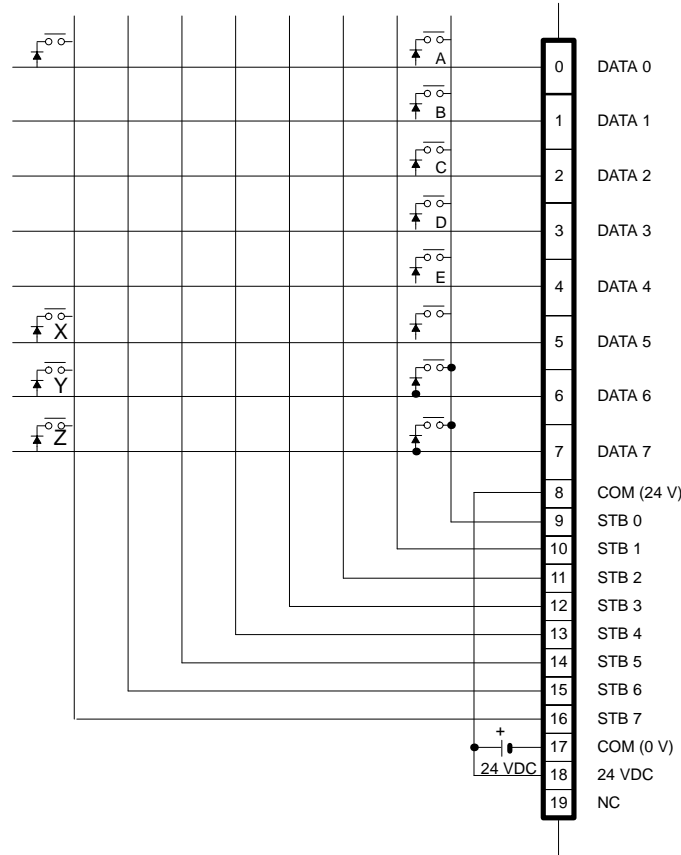 A 0 DATA 0
B 1 DATA 1
C 2 DATA 2
D 3 DATA 3
E 4 DATA 4
X 5 DATA 5
Y 6 DATA 6
Z 7 DATA 7
8 COM (24 V)
9 STB 0
10 STB 1
11 STB 2
12 STB 3
13 STB 4
14 STB 5
15 STB 6
16 STB 7
+ 17 COM (0 V)
24 VDC 18 24 VDC
19 NC